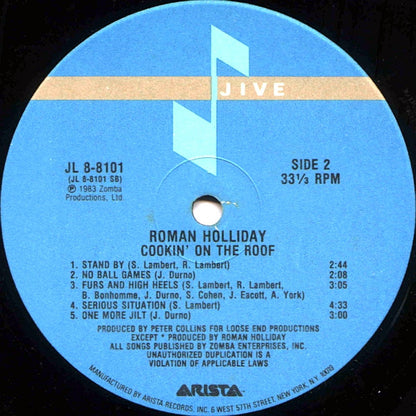 JIVE
JL 8-8101
(JL 8-8101 SB)
℗ 1983 Zomba
Productions, Ltd.
SIDE 2
33⅓ RPM
ROMAN HOLLIDAY
COOKIN' ON THE ROOF
1. STAND BY (S. Lambert, R. Lambert) 2:44
2. NO BALL GAMES (J. Durno) 2:08
3. FURS AND HIGH HEELS (S. Lambert, R. Lambert, 3:05
B. Bonhomme, J. Durno, S. Cohen, J. Eacott, A. York)
4. SERIOUS SITUATION (S. Lambert) 4:33
5. ONE MORE JILT (J. Durno) 3:00
PRODUCED BY PETER COLLINS FOR LOOSE END PRODUCTIONS
EXCEPT * PRODUCED BY ROMAN HOLLIDAY
ALL SONGS PUBLISHED BY ZOMBA ENTERPRISES, INC.
UNAUTHORIZED DUPLICATION IS A
VIOLATION OF APPLICABLE LAWS
ARISTA
MANUFACTURED BY ARISTA RECORDS, INC. 6 WEST 57TH STREET, NEW YORK, N.Y. 10019